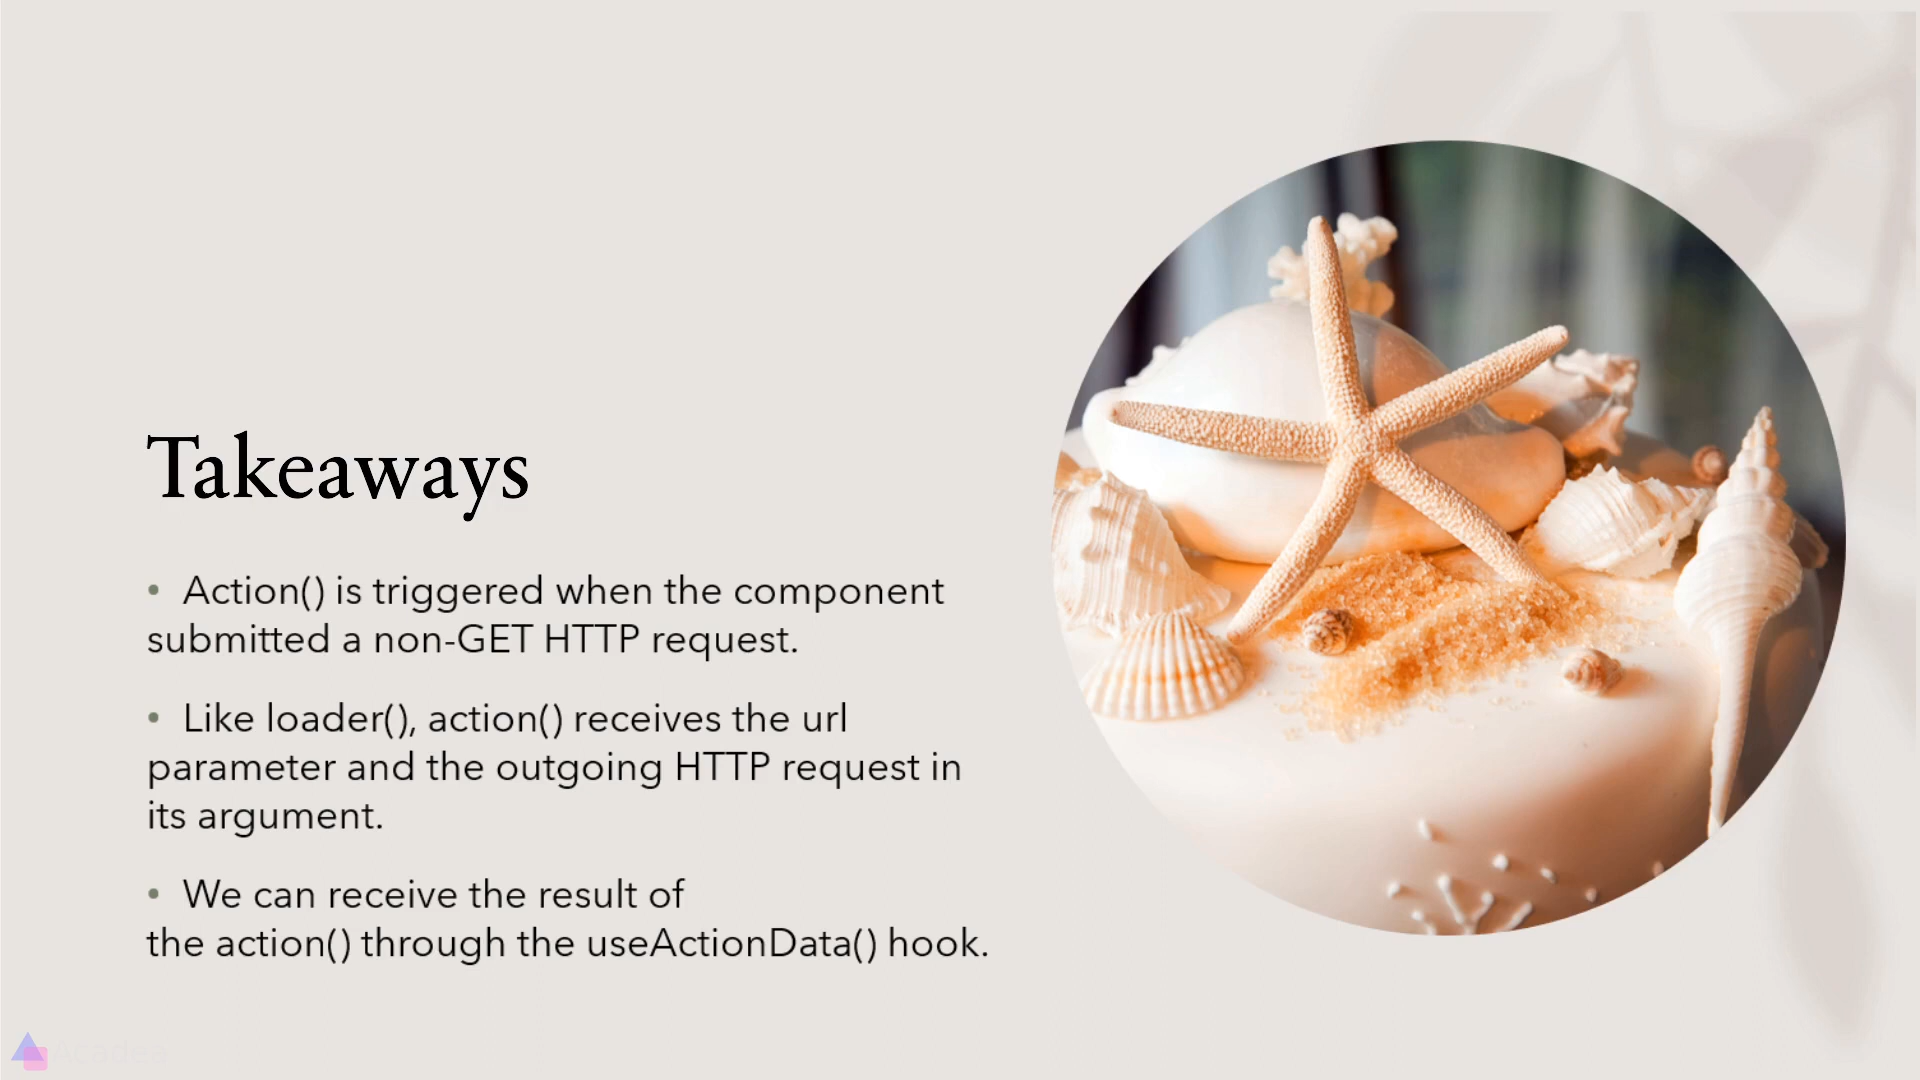 Takeaways
• Action() is triggered when the component
submitted a non-GET HTTP request.
• Like loader(), action() receives the url
parameter and the outgoing HTTP request in
its argument.
• We can receive the result of
the action() through the useActionData() hook.
Acadea